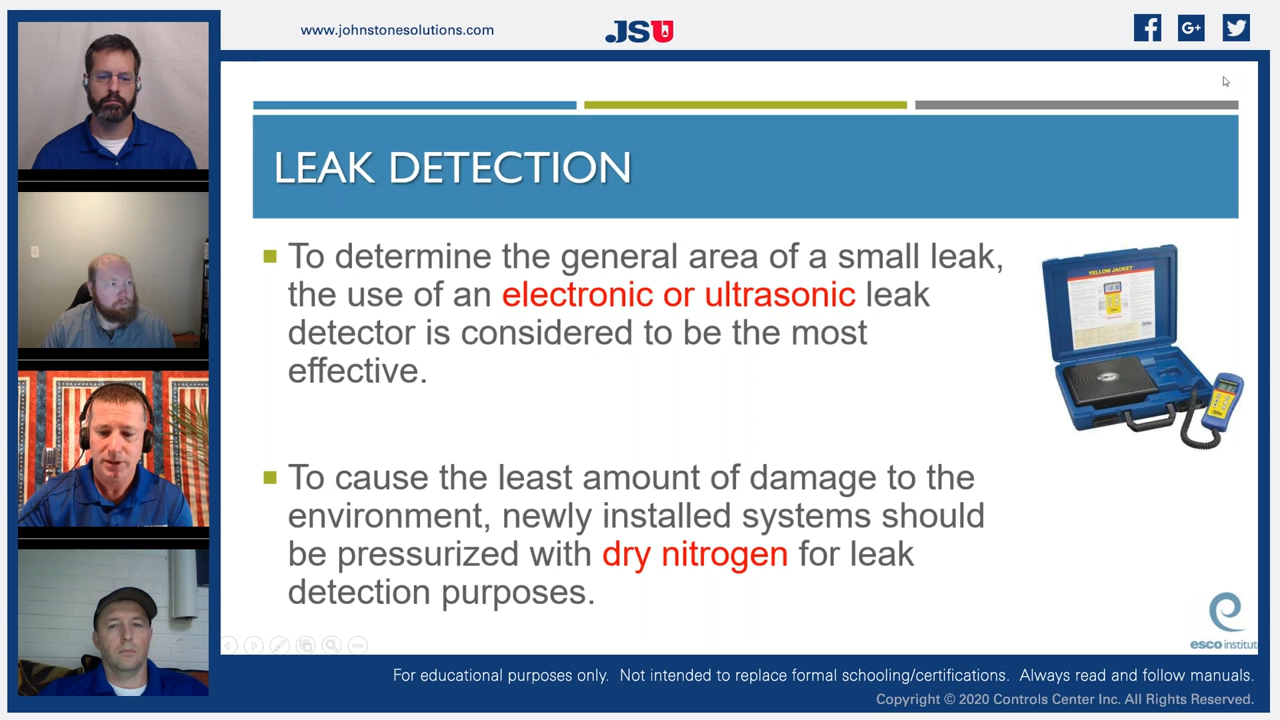 www.johnstonesolutions.com
JSU
LEAK DETECTION
To determine the general area of a small leak,
the use of an electronic or ultrasonic leak
detector is considered to be the most
effective.
YELLOW JACKET
To cause the least amount of damage to the
environment, newly installed systems should
be pressurized with dry nitrogen for leak
detection purposes.
esco institut
For educational purposes only. Not intended to replace formal schooling/certifications. Always read and follow manuals.
Copyright © 2020 Controls Center Inc. All Rights Reserved.